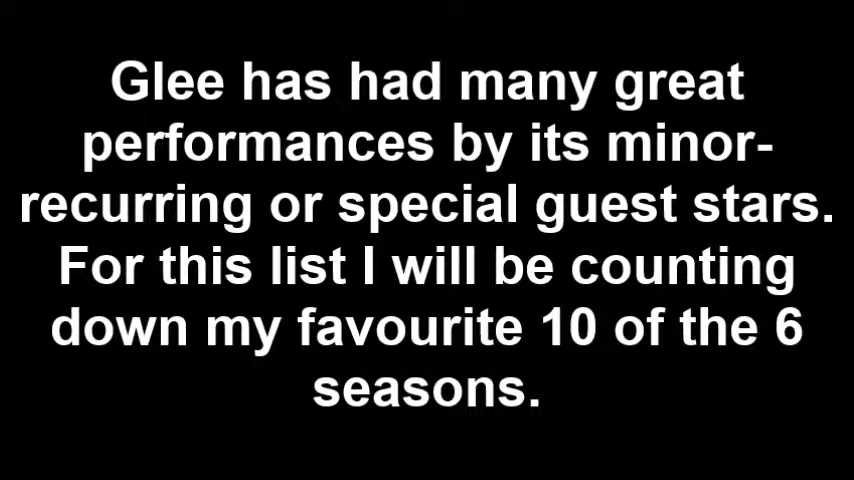 Glee has had many great
performances by its minor-
recurring or special guest stars.
For this list I will be counting
down my favourite 10 of the 6
seasons.